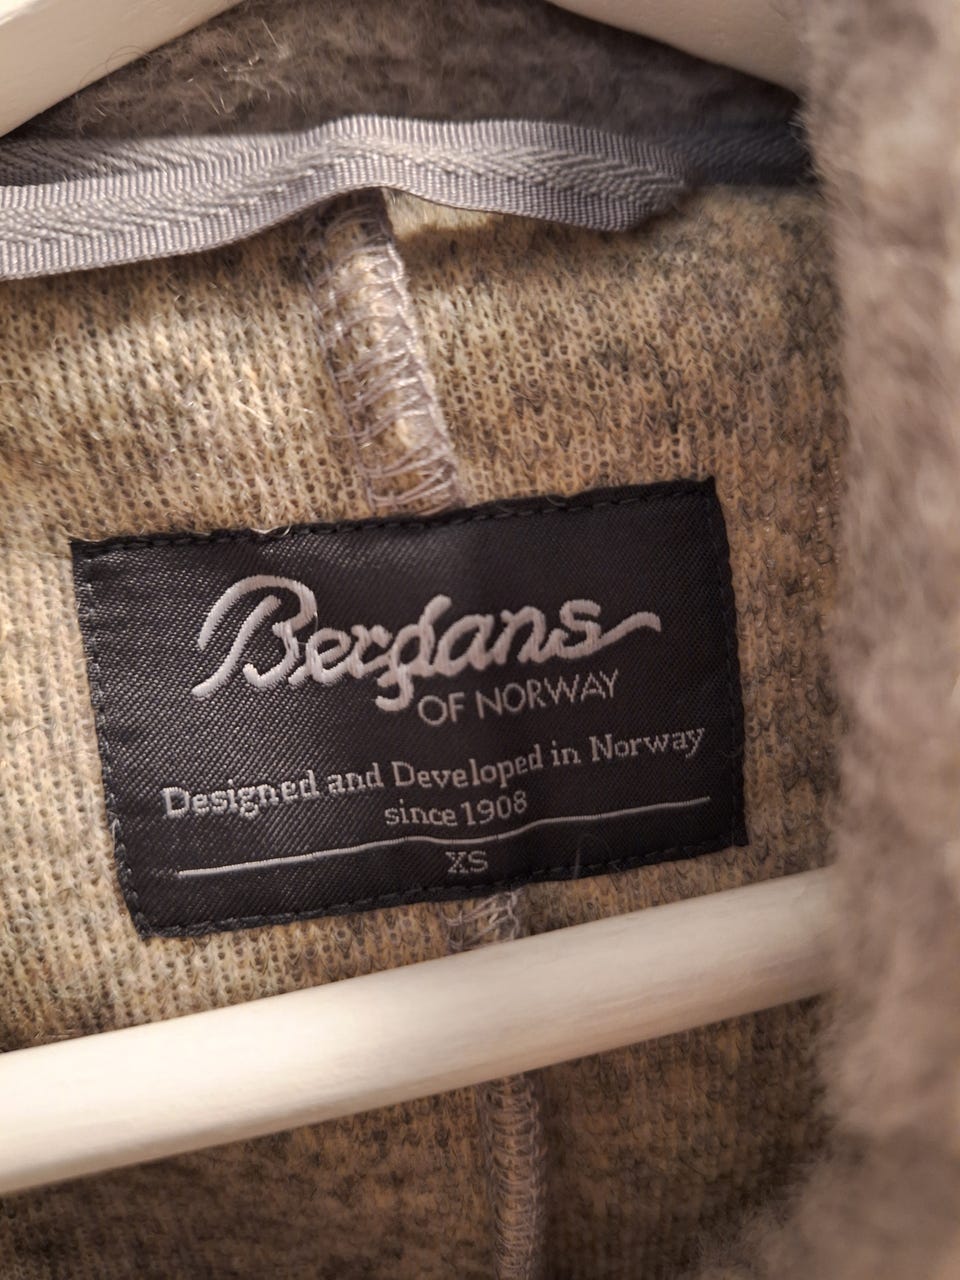 Bergans
OF NORWAY
Designed and Developed in Norway
since 1908
XS